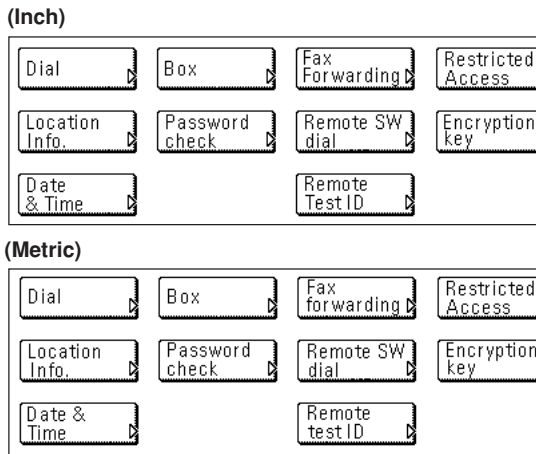 (Inch)
Dial
Box
Fax
Forwarding
Restricted
Access
Location
Info.
Password
check
Remote SW
dial
Encryption
key
Date
& Time
Remote
Test ID
(Metric)
Dial
Box
Fax
forwarding
Restricted
Access
Location
Info.
Password
check
Remote SW
dial
Encryption
key
Date &
Time
Remote
test ID